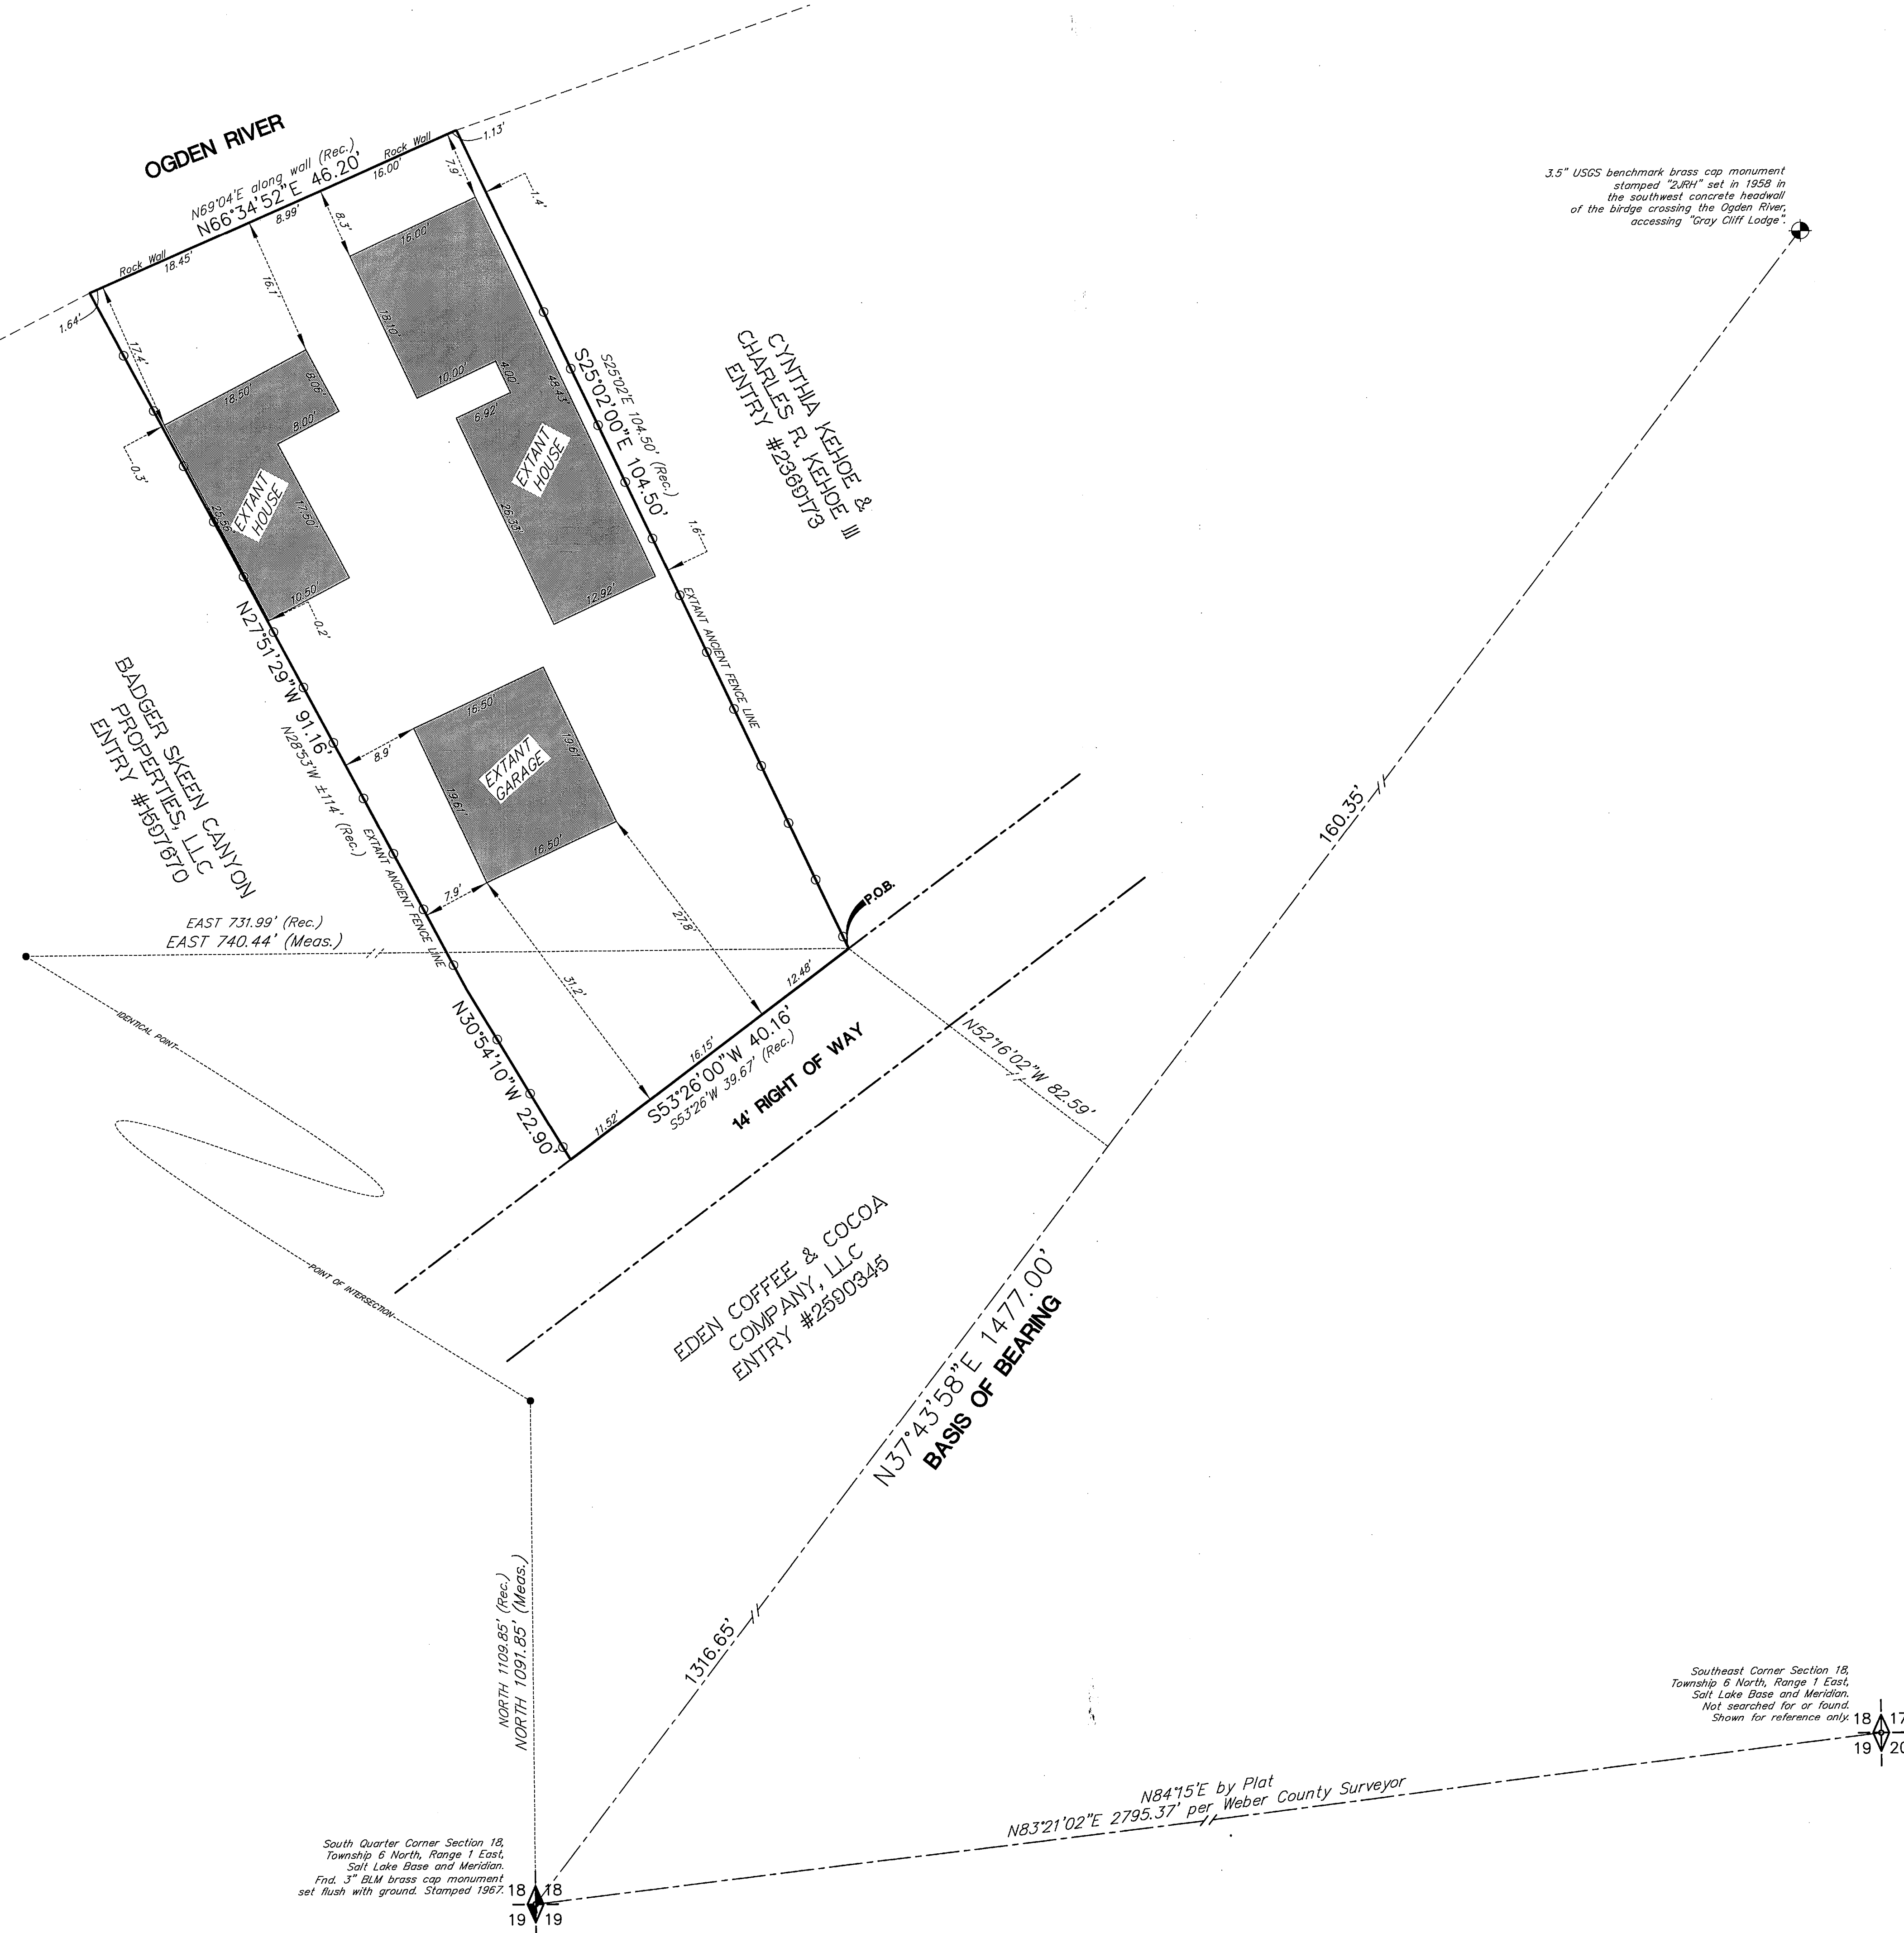 OGDEN RIVER
N69°04'E along wall (Rec.)
N66°34'52"E 46.20'
Rock Wall
18.45'
8.99'
Rock Wall
16.00'
1.13'
7.9'
1.4'
8.3'
16.1'
1.64'
17.4'
0.3'
3.5" USGS benchmark brass cap monument
stamped "2JRH" set in 1958 in
the southwest concrete headwall
of the birdge crossing the Ogden River,
accessing "Gray Cliff Lodge".
16.00'
18.10'
10.00'
4.00'
6.92'
48.43'
26.33'
12.92'
EXTANT
HOUSE
18.50'
8.06'
8.00'
17.50'
25.56'
10.50'
EXTANT
HOUSE
0.2'
S25°02'E 104.50' (Rec.)
S25°02'00"E 104.50'
1.6'
EXTANT ANCIENT FENCE LINE
CYNTHIA KEHOE &
CHARLES R. KEHOE III
ENTRY #2369173
N27°51'29"W 91.16'
N28°53'W ±114' (Rec.)
EXTANT ANCIENT FENCE LINE
BADGER SKEEN CANYON
PROPERTIES, LLC
ENTRY #1597670
16.50'
19.61'
19.61'
16.50'
EXTANT
GARAGE
8.9'
7.9'
27.8'
31.2'
P.O.B.
EAST 731.99' (Rec.)
EAST 740.44' (Meas.)
IDENTICAL POINT
N30°54'10"W 22.90'
12.48'
16.15'
11.52'
S53°26'00"W 40.16'
S53°26'W 39.67' (Rec.)
14' RIGHT OF WAY
N52°16'02"W 82.59'
160.35'
POINT OF INTERSECTION
EDEN COFFEE & COCOA
COMPANY, LLC
ENTRY #2590345
N37°43'58"E 1477.00'
BASIS OF BEARING
1316.65'
NORTH 1109.85' (Rec.)
NORTH 1091.85' (Meas.)
Southeast Corner Section 18,
Township 6 North, Range 1 East,
Salt Lake Base and Meridian.
Not searched for or found.
Shown for reference only.
18 17
19 20
N84°15'E by Plat
N83°21'02"E 2795.37' per Weber County Surveyor
South Quarter Corner Section 18,
Township 6 North, Range 1 East,
Salt Lake Base and Meridian.
Fnd. 3" BLM brass cap monument
set flush with ground. Stamped 1967.
18 18
19 19